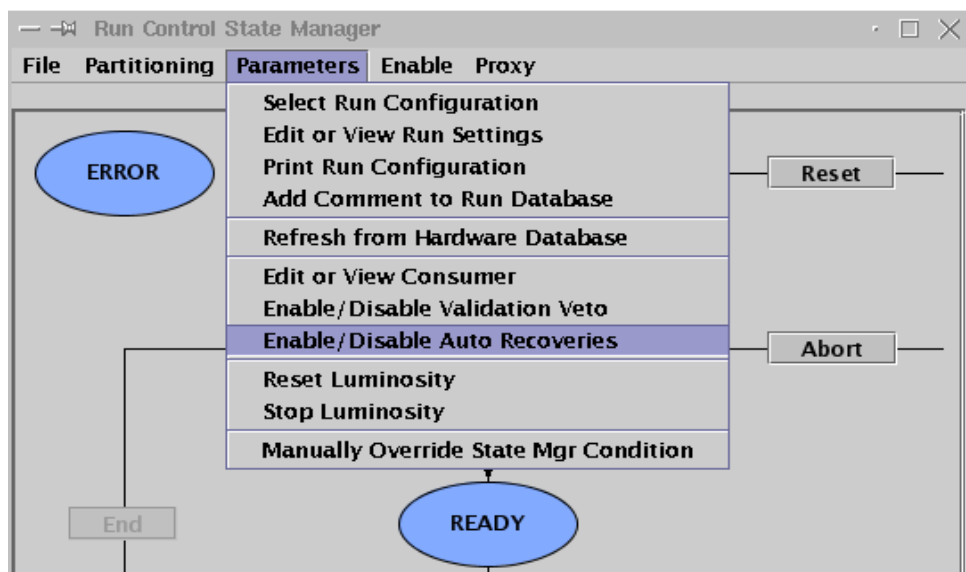 Run Control State Manager
File Partitioning Parameters Enable Proxy
Select Run Configuration
Edit or View Run Settings
Print Run Configuration
Add Comment to Run Database
Refresh from Hardware Database
Edit or View Consumer
Enable/Disable Validation Veto
Enable/Disable Auto Recoveries
Reset Luminosity
Stop Luminosity
Manually Override State Mgr Condition
ERROR
Reset
Abort
End
READY